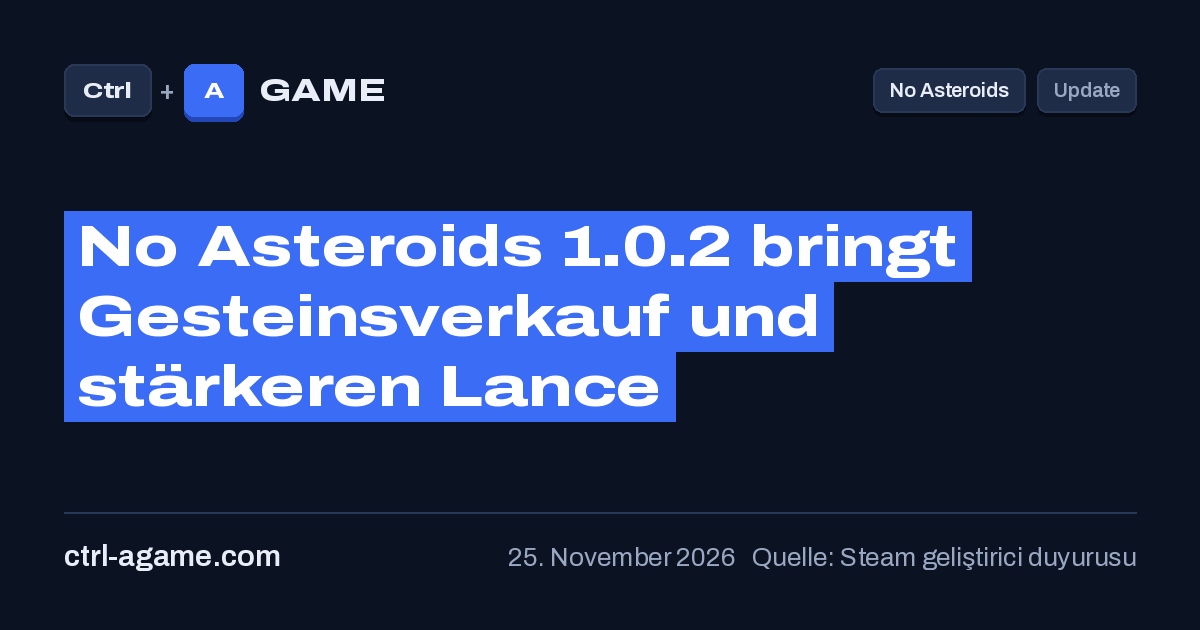 Ctrl + A GAME
No Asteroids Update
No Asteroids 1.0.2 bringt
Gesteinsverkauf und
stärkeren Lance
ctrl-agame.com
25. November 2026 Quelle: Steam geliştirici duyurusu